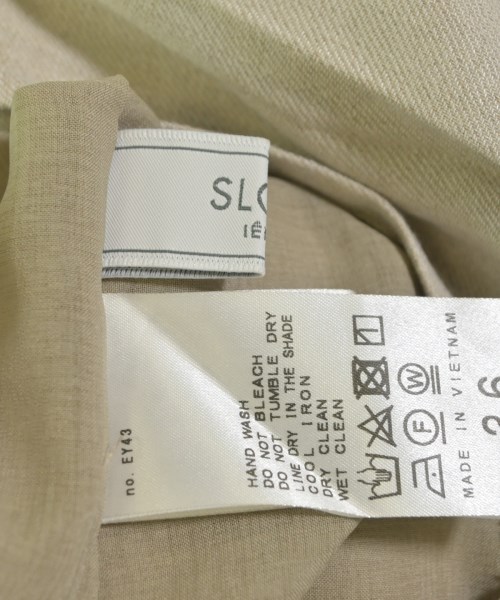 SLO
HAND WASH
DO NOT BLEACH
DO NOT TUMBLE DRY
LINE DRY IN THE SHADE
COOL IRON
DRY CLEAN
WET CLEAN
F W
MADE IN VIETNAM
36
no. EY43